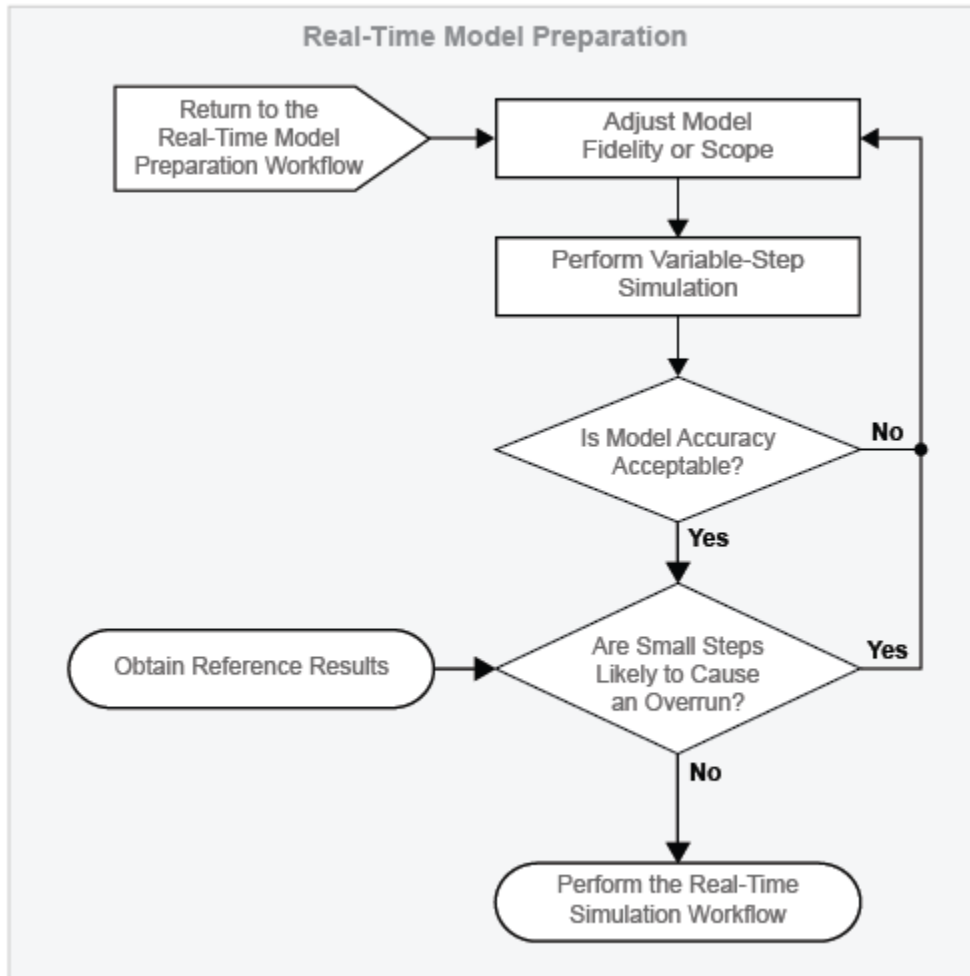 Real-Time Model Preparation
Return to the
Real-Time Model
Preparation Workflow
Adjust Model
Fidelity or Scope
Perform Variable-Step
Simulation
Is Model Accuracy
Acceptable?
No
Yes
Obtain Reference Results
Are Small Steps
Likely to Cause
an Overrun?
Yes
No
Perform the Real-Time
Simulation Workflow